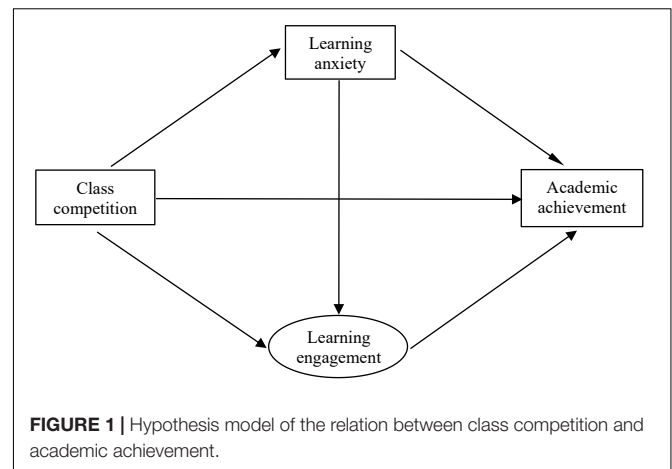 Learning
anxiety
Class
competition
Academic
achievement
Learning
engagement
FIGURE 1 | Hypothesis model of the relation between class competition and
academic achievement.